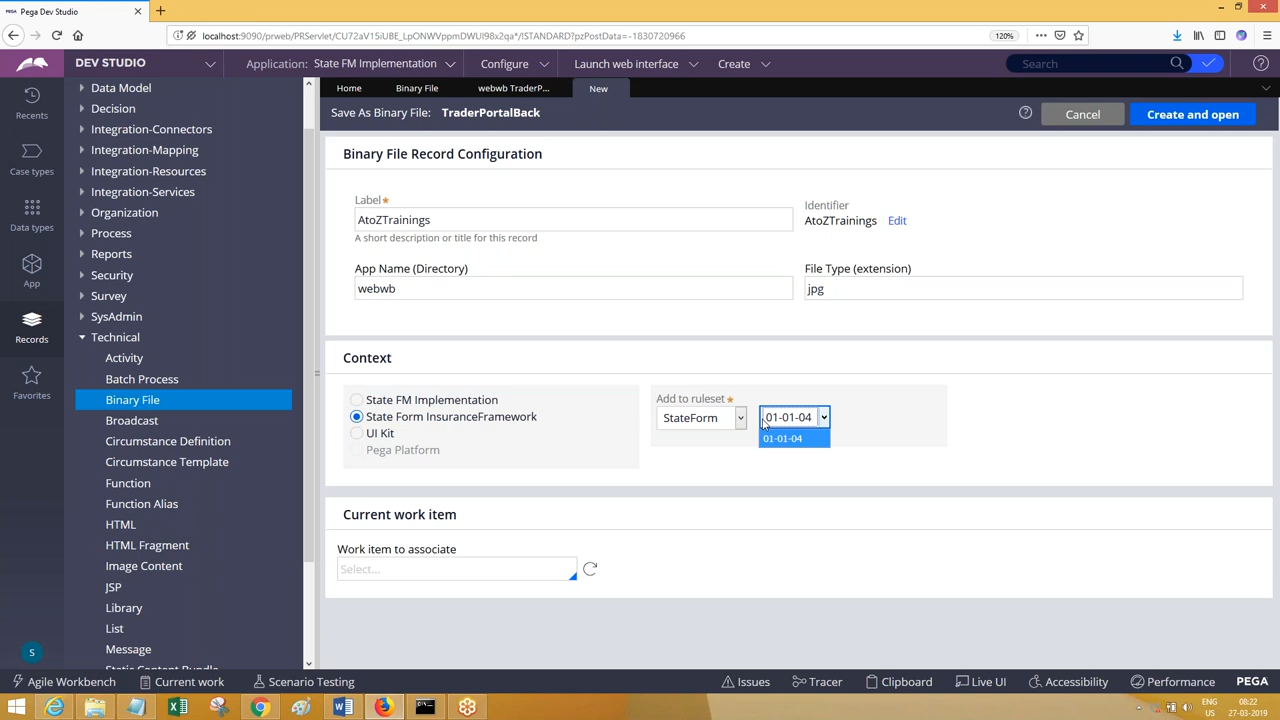 Pega Dev Studio
localhost:9090/prweb/PRServlet/CU72aV15iUBE_LpONWVppmDWUI98x2qa*/!STANDARD?pzPostData=-1830720966
120%
DEV STUDIO
Application: State FM Implementation
Configure
Launch web interface
Create
Search
Home
Binary File
webwb TraderP...
New
Save As Binary File: TraderPortalBack
Cancel
Create and open
Recents
Case types
Data types
App
Records
Favorites
S
Data Model
Decision
Integration-Connectors
Integration-Mapping
Integration-Resources
Integration-Services
Organization
Process
Reports
Security
Survey
SysAdmin
Technical
Activity
Batch Process
Binary File
Broadcast
Circumstance Definition
Circumstance Template
Function
Function Alias
HTML
HTML Fragment
Image Content
JSP
Library
List
Message
Static Content Bundle
Binary File Record Configuration
Label★
AtoZTrainings
A short description or title for this record
Identifier
AtoZTrainings Edit
App Name (Directory)
webwb
File Type (extension)
jpg
Context
State FM Implementation
State Form InsuranceFramework
UI Kit
Pega Platform
Add to ruleset★
StateForm
01-01-04
01-01-04
Current work item
Work item to associate
Select...
Agile Workbench
Current work
Scenario Testing
Issues
Tracer
Clipboard
Live UI
Accessibility
Performance
PEGA
ENG
US
08:22
27-03-2019